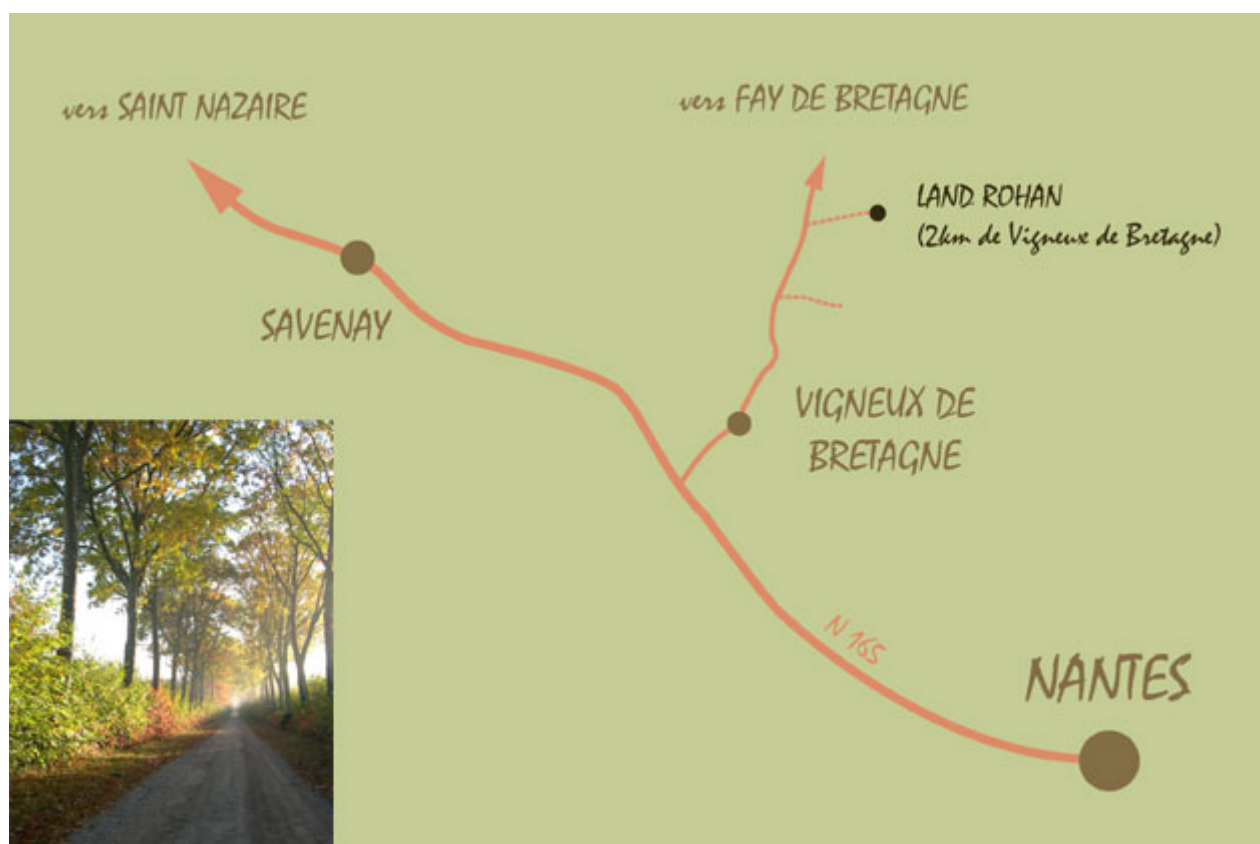 vers SAINT NAZAIRE
vers FAY DE BRETAGNE
LAND ROHAN
(2km de Vigneux de Bretagne)
SAVENAY
VIGNEUX DE
BRETAGNE
N 165
NANTES